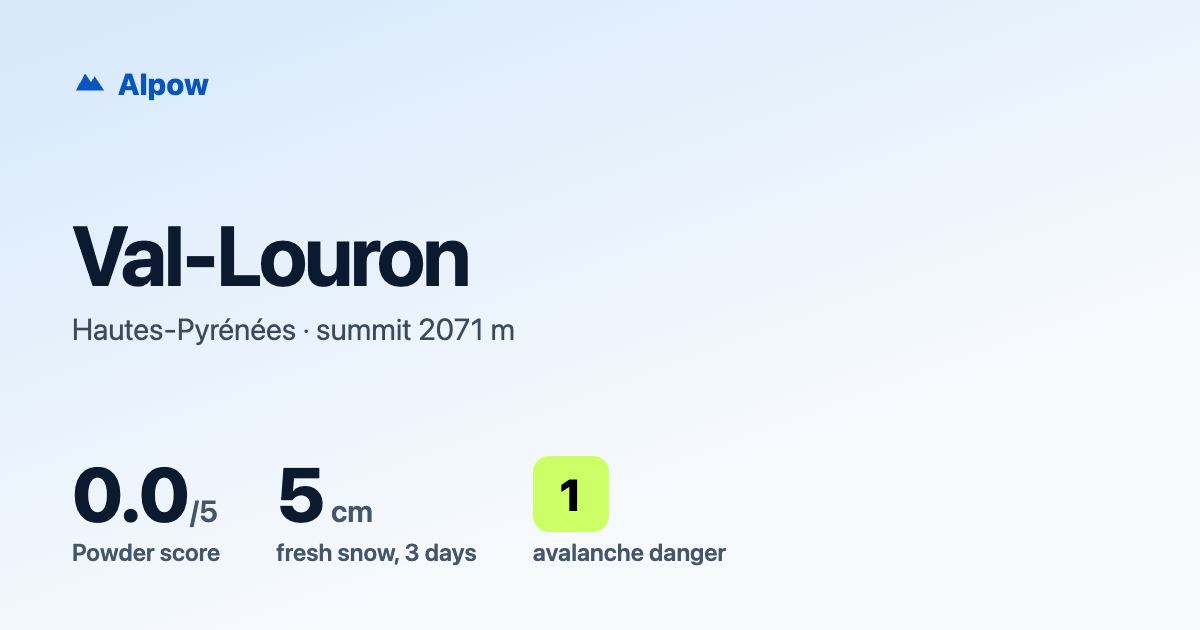 Alpow
Val-Louron
Hautes-Pyrénées · summit 2071 m
0.0/5
Powder score
5 cm
fresh snow, 3 days
1
avalanche danger